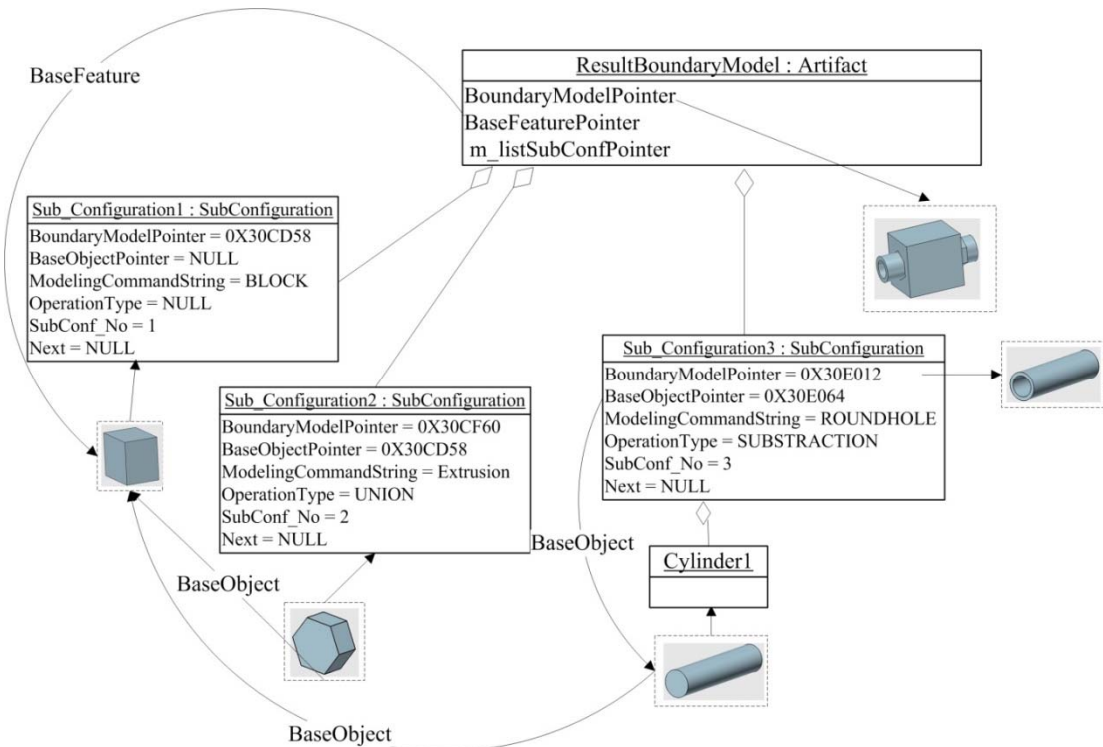 BaseFeature
ResultBoundaryModel : Artifact
BoundaryModelPointer
BaseFeaturePointer
m_listSubConfPointer
Sub_Configuration1 : SubConfiguration
BoundaryModelPointer = 0X30CD58
BaseObjectPointer = NULL
ModelingCommandString = BLOCK
OperationType = NULL
SubConf_No = 1
Next = NULL
Sub_Configuration2 : SubConfiguration
BoundaryModelPointer = 0X30CF60
BaseObjectPointer = 0X30CD58
ModelingCommandString = Extrusion
OperationType = UNION
SubConf_No = 2
Next = NULL
Sub_Configuration3 : SubConfiguration
BoundaryModelPointer = 0X30E012
BaseObjectPointer = 0X30E064
ModelingCommandString = ROUNDHOLE
OperationType = SUBSTRACTION
SubConf_No = 3
Next = NULL
BaseObject
Cylinder1
BaseObject
BaseObject